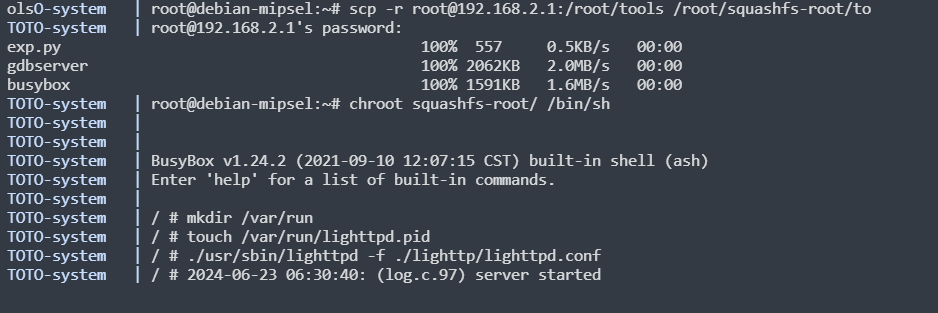 olsO-system | root@debian-mipsel:~# scp -r root@192.168.2.1:/root/tools /root/squashfs-root/to
TOTO-system | root@192.168.2.1's password:
exp.py 100% 557 0.5KB/s 00:00
gdbserver 100% 2062KB 2.0MB/s 00:00
busybox 100% 1591KB 1.6MB/s 00:00
TOTO-system | root@debian-mipsel:~# chroot squashfs-root/ /bin/sh
TOTO-system |
TOTO-system |
TOTO-system | BusyBox v1.24.2 (2021-09-10 12:07:15 CST) built-in shell (ash)
TOTO-system | Enter 'help' for a list of built-in commands.
TOTO-system |
TOTO-system | / # mkdir /var/run
TOTO-system | / # touch /var/run/lighttpd.pid
TOTO-system | / # ./usr/sbin/lighttpd -f ./lighttp/lighttpd.conf
TOTO-system | / # 2024-06-23 06:30:40: (log.c.97) server started